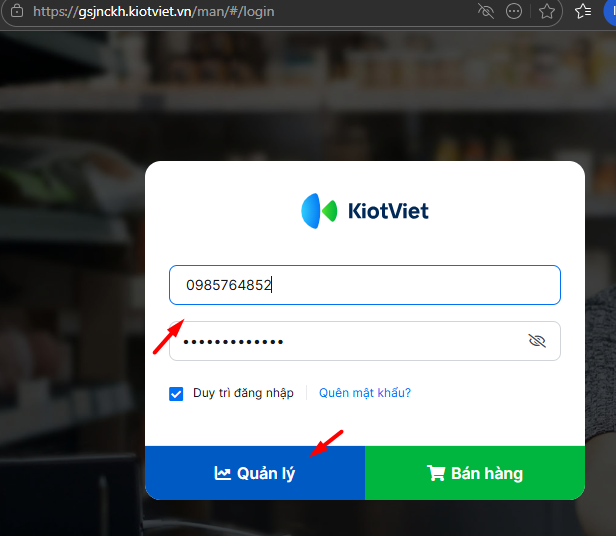 https://gsjnckh.kiotviet.vn/man/#/login
KiotViet
0985764852
•••••••••••••
Duy trì đăng nhập Quên mật khẩu?
Quản lý Bán hàng